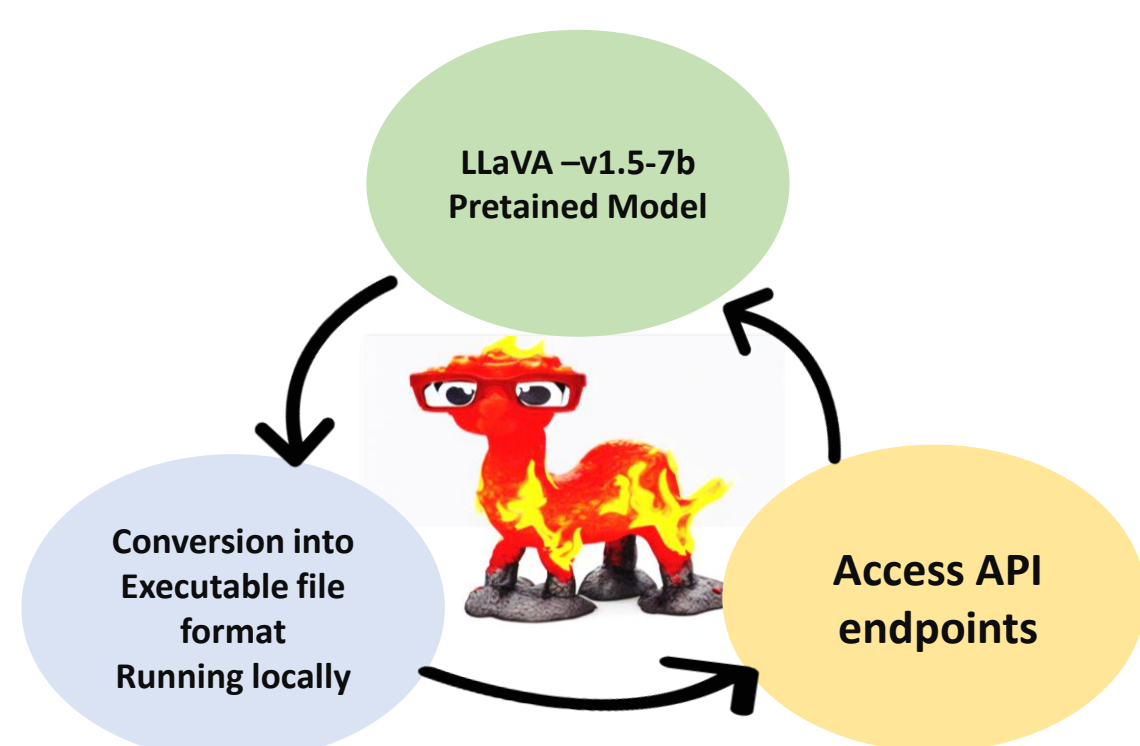 LLaVA –v1.5-7b
Pretained Model
Conversion into
Executable file
format
Running locally
Access API
endpoints